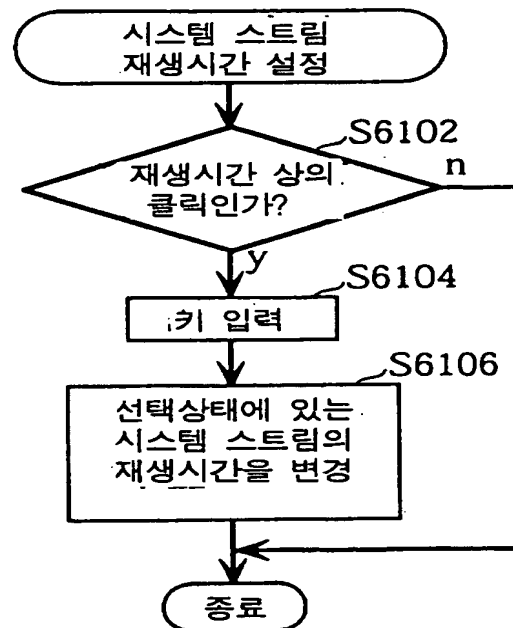 시스템 스트림
재생시간 설정
S6102
재생시간 상의
클릭인가?
n
y
S6104
키 입력
S6106
선택상태에 있는
시스템 스트림의
재생시간을 변경
종료